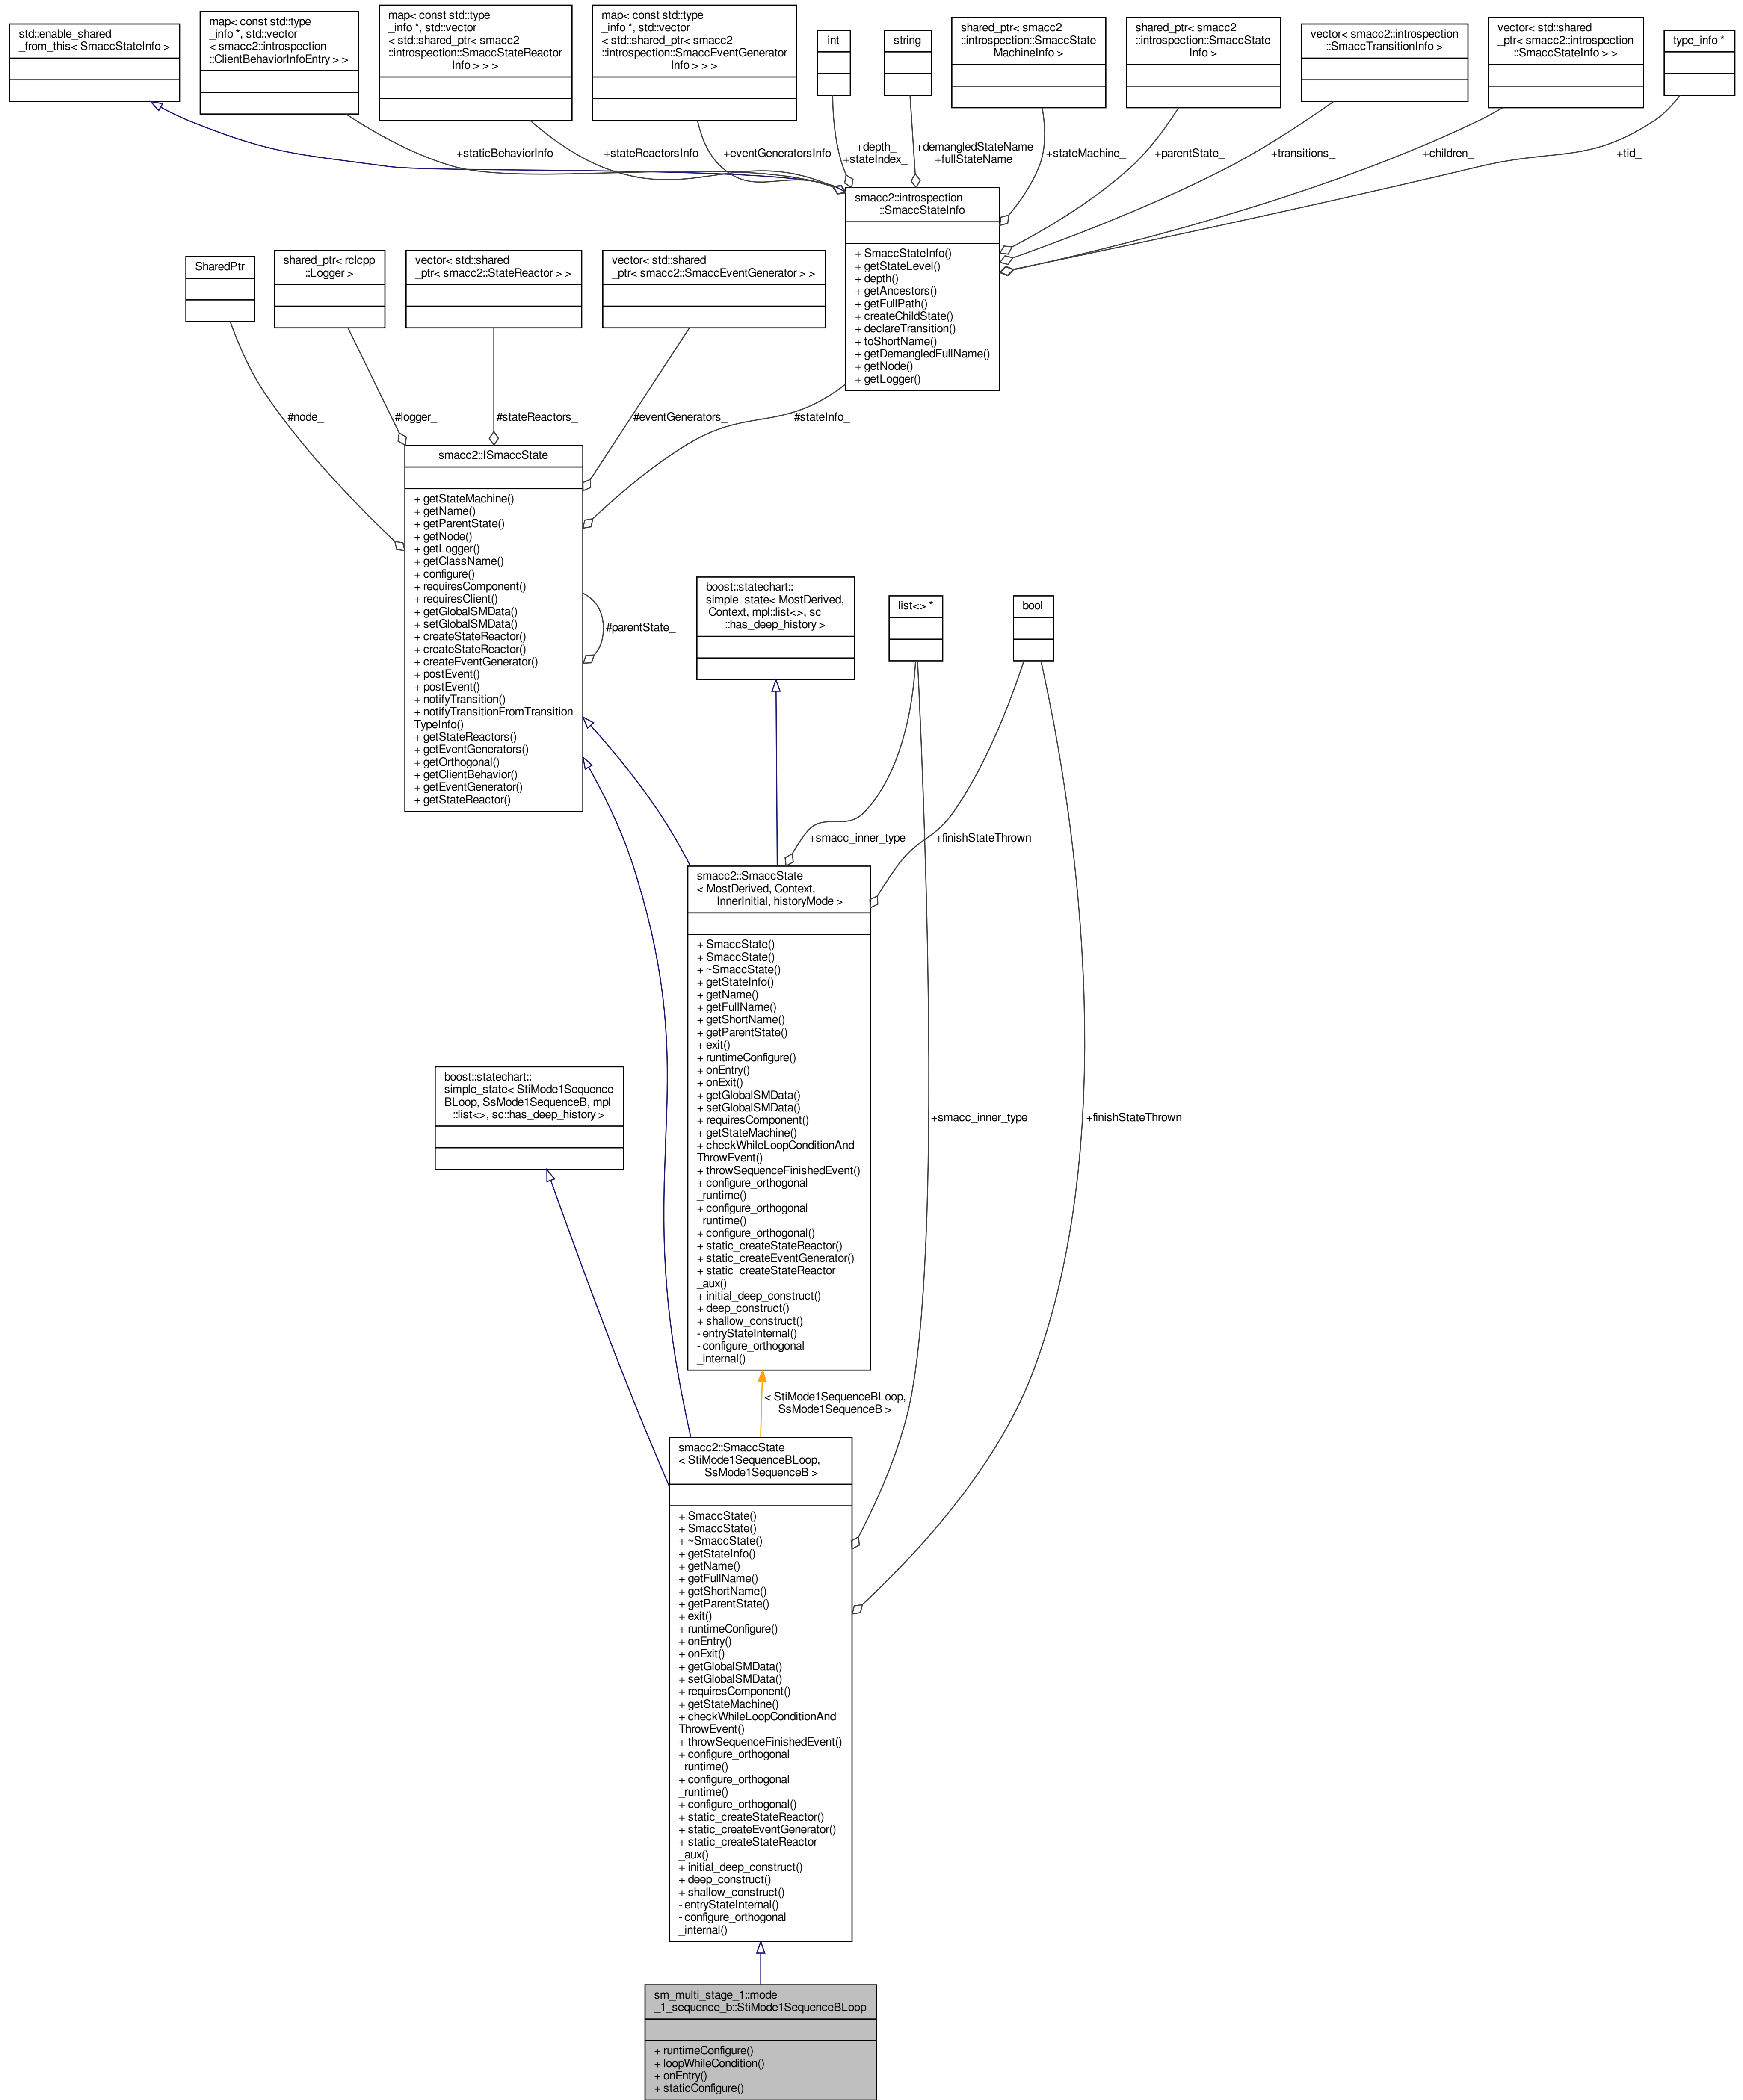 std::enable_shared
_from_this< SmaccStateInfo >
map< const std::type
_info *, std::vector
< smacc2::introspection
::ClientBehaviorInfoEntry > >
map< const std::type
_info *, std::vector
< std::shared_ptr< smacc2
::introspection::SmaccStateReactor
Info > > >
map< const std::type
_info *, std::vector
< std::shared_ptr< smacc2
::introspection::SmaccEventGenerator
Info > > >
int
string
shared_ptr< smacc2
::introspection::SmaccState
MachineInfo >
shared_ptr< smacc2
::introspection::SmaccState
Info >
vector< smacc2::introspection
::SmaccTransitionInfo >
vector< std::shared
_ptr< smacc2::introspection
::SmaccStateInfo > >
type_info *
+staticBehaviorInfo
+stateReactorsInfo
+eventGeneratorsInfo
+depth_
+stateIndex_
+demangledStateName
+fullStateName
+stateMachine_
+parentState_
+transitions_
+children_
+tid_
smacc2::introspection
::SmaccStateInfo
+ SmaccStateInfo()
+ getStateLevel()
+ depth()
+ getAncestors()
+ getFullPath()
+ createChildState()
+ declareTransition()
+ toShortName()
+ getDemangledFullName()
+ getNode()
+ getLogger()
SharedPtr
shared_ptr< rclcpp
::Logger >
vector< std::shared
_ptr< smacc2::StateReactor > >
vector< std::shared
_ptr< smacc2::SmaccEventGenerator > >
#node_
#logger_
#stateReactors_
#eventGenerators_
#stateInfo_
smacc2::ISmaccState
+ getStateMachine()
+ getName()
+ getParentState()
+ getNode()
+ getLogger()
+ getClassName()
+ configure()
+ requiresComponent()
+ requiresClient()
+ getGlobalSMData()
+ setGlobalSMData()
+ createStateReactor()
+ createStateReactor()
+ createEventGenerator()
+ postEvent()
+ postEvent()
+ notifyTransition()
+ notifyTransitionFromTransition
TypeInfo()
+ getStateReactors()
+ getEventGenerators()
+ getOrthogonal()
+ getClientBehavior()
+ getEventGenerator()
+ getStateReactor()
#parentState_
boost::statechart::
simple_state< MostDerived,
Context, mpl::list<>, sc
::has_deep_history >
list<> *
bool
+smacc_inner_type
+finishStateThrown
smacc2::SmaccState
< MostDerived, Context,
InnerInitial, historyMode >
+ SmaccState()
+ SmaccState()
+ ~SmaccState()
+ getStateInfo()
+ getName()
+ getFullName()
+ getShortName()
+ getParentState()
+ exit()
+ runtimeConfigure()
+ onEntry()
+ onExit()
+ getGlobalSMData()
+ setGlobalSMData()
+ requiresComponent()
+ getStateMachine()
+ checkWhileLoopConditionAnd
ThrowEvent()
+ throwSequenceFinishedEvent()
+ configure_orthogonal
_runtime()
+ configure_orthogonal
_runtime()
+ configure_orthogonal()
+ static_createStateReactor()
+ static_createEventGenerator()
+ static_createStateReactor
_aux()
+ initial_deep_construct()
+ deep_construct()
+ shallow_construct()
- entryStateInternal()
- configure_orthogonal
_internal()
boost::statechart::
simple_state< StiMode1Sequence
BLoop, SsMode1SequenceB, mpl
::list<>, sc::has_deep_history >
+smacc_inner_type
+finishStateThrown
< StiMode1SequenceBLoop,
SsMode1SequenceB >
smacc2::SmaccState
< StiMode1SequenceBLoop,
SsMode1SequenceB >
+ SmaccState()
+ SmaccState()
+ ~SmaccState()
+ getStateInfo()
+ getName()
+ getFullName()
+ getShortName()
+ getParentState()
+ exit()
+ runtimeConfigure()
+ onEntry()
+ onExit()
+ getGlobalSMData()
+ setGlobalSMData()
+ requiresComponent()
+ getStateMachine()
+ checkWhileLoopConditionAnd
ThrowEvent()
+ throwSequenceFinishedEvent()
+ configure_orthogonal
_runtime()
+ configure_orthogonal
_runtime()
+ configure_orthogonal()
+ static_createStateReactor()
+ static_createEventGenerator()
+ static_createStateReactor
_aux()
+ initial_deep_construct()
+ deep_construct()
+ shallow_construct()
- entryStateInternal()
- configure_orthogonal
_internal()
sm_multi_stage_1::mode
_1_sequence_b::StiMode1SequenceBLoop
+ runtimeConfigure()
+ loopWhileCondition()
+ onEntry()
+ staticConfigure()